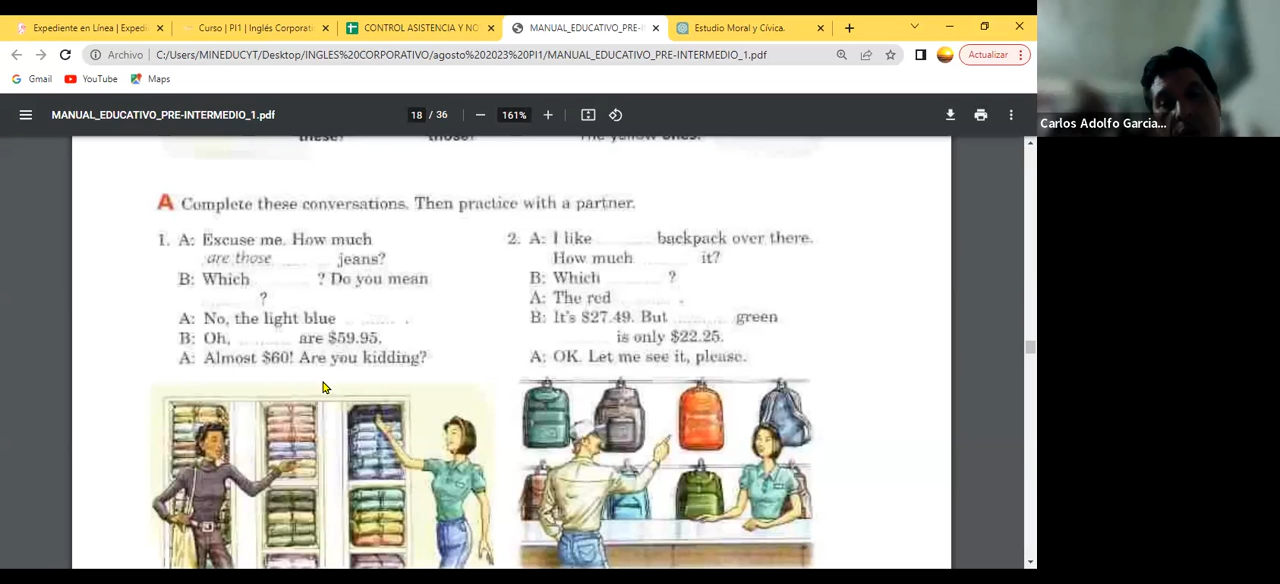 Expediente en Línea | Expedi
Curso | PI1 | Inglés Corporati
CONTROL ASISTENCIA Y NO
MANUAL_EDUCATIVO_PRE-I
Estudio Moral y Cívica.
Archivo
C:/Users/MINEDUCYT/Desktop/INGLES%20CORPORATIVO/agosto%202023%20PI1/MANUAL_EDUCATIVO_PRE-INTERMEDIO_1.pdf
Actualizar
Gmail
YouTube
Maps
MANUAL_EDUCATIVO_PRE-INTERMEDIO_1.pdf
18 / 36
161%
Carlos Adolfo Garcia...
these?
those?
The yellow ones.
A Complete these conversations. Then practice with a partner.
1. A: Excuse me. How much
are those jeans?
B: Which ? Do you mean
?
A: No, the light blue .
B: Oh, are $59.95.
A: Almost $60! Are you kidding?
2. A: I like backpack over there.
How much it?
B: Which ?
A: The red .
B: It's $27.49. But green
is only $22.25.
A: OK. Let me see it, please.